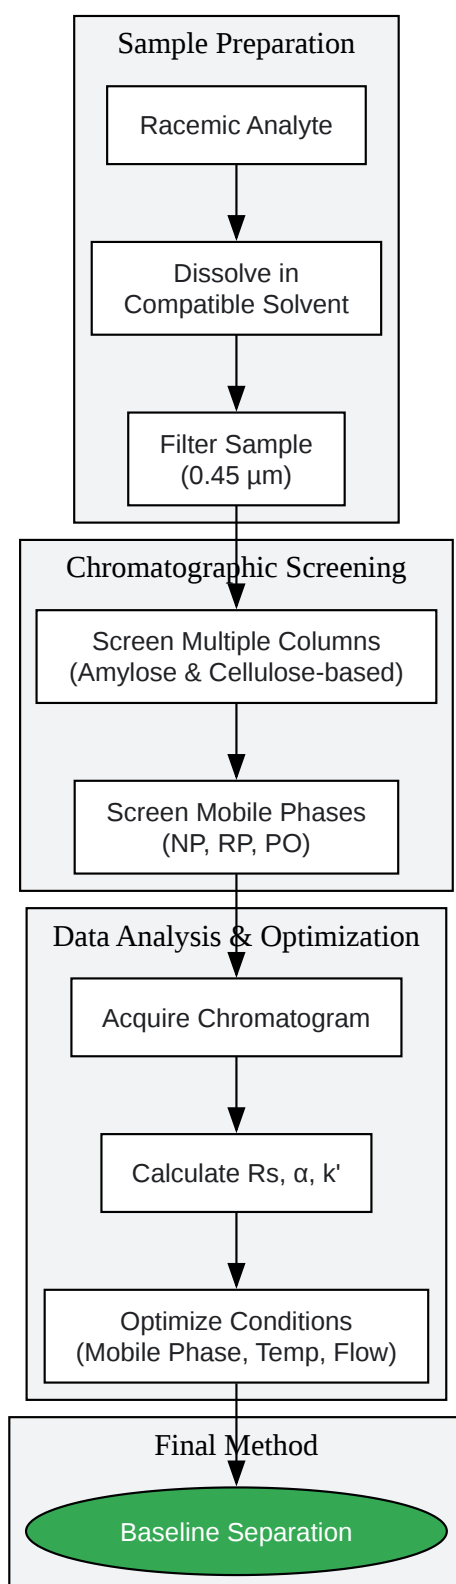 Sample Preparation
Racemic Analyte
Dissolve in
Compatible Solvent
Filter Sample
(0.45 µm)
Chromatographic Screening
Screen Multiple Columns
(Amylose & Cellulose-based)
Screen Mobile Phases
(NP, RP, PO)
Data Analysis & Optimization
Acquire Chromatogram
Calculate Rs, α, k'
Optimize Conditions
(Mobile Phase, Temp, Flow)
Final Method
Baseline Separation